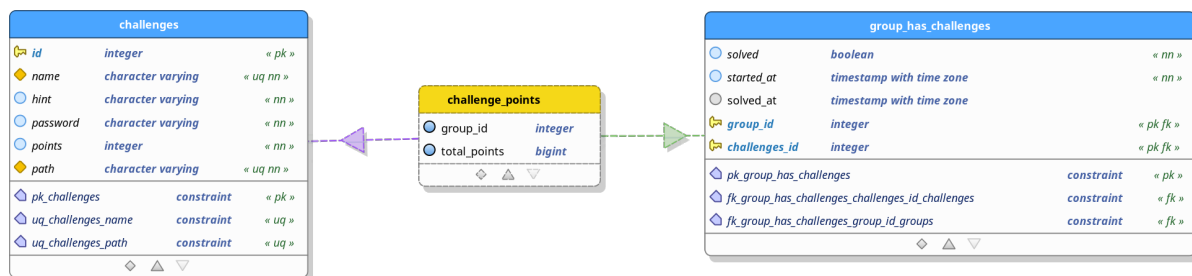 challenges
id integer « pk »
name character varying « uq nn »
hint character varying « nn »
password character varying « nn »
points integer « nn »
path character varying « uq nn »
pk_challenges constraint « pk »
uq_challenges_name constraint « uq »
uq_challenges_path constraint « uq »
challenge_points
group_id integer
total_points bigint
group_has_challenges
solved boolean « nn »
started_at timestamp with time zone « nn »
solved_at timestamp with time zone
group_id integer « pk fk »
challenges_id integer « pk fk »
pk_group_has_challenges constraint « pk »
fk_group_has_challenges_challenges_id_challenges constraint « fk »
fk_group_has_challenges_group_id_groups constraint « fk »